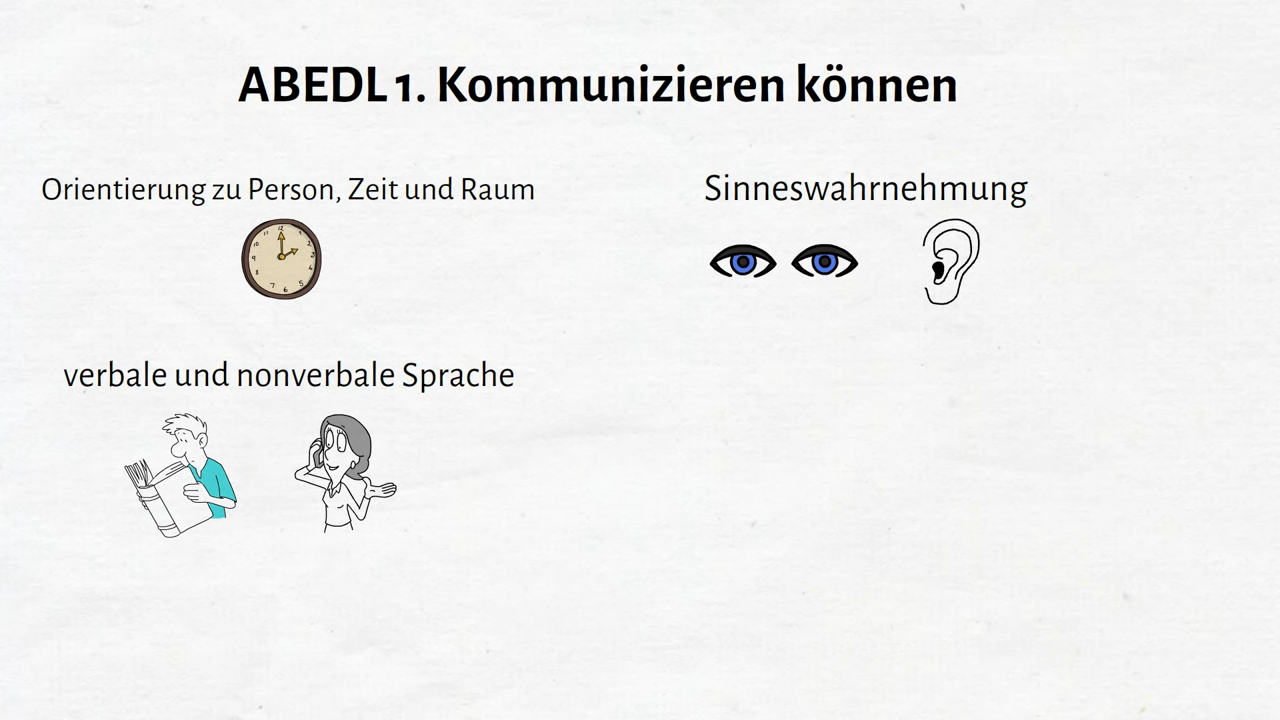 ABEDL 1. Kommunizieren können
Orientierung zu Person, Zeit und Raum
Sinneswahrnehmung
verbale und nonverbale Sprache